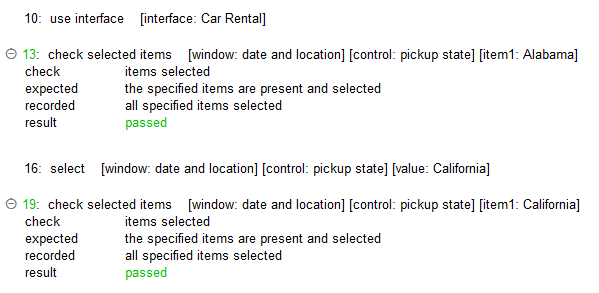 10: use interface [interface: Car Rental]
13: check selected items [window: date and location] [control: pickup state] [item1: Alabama]
check items selected
expected the specified items are present and selected
recorded all specified items selected
result passed
16: select [window: date and location] [control: pickup state] [value: California]
19: check selected items [window: date and location] [control: pickup state] [item1: California]
check items selected
expected the specified items are present and selected
recorded all specified items selected
result passed